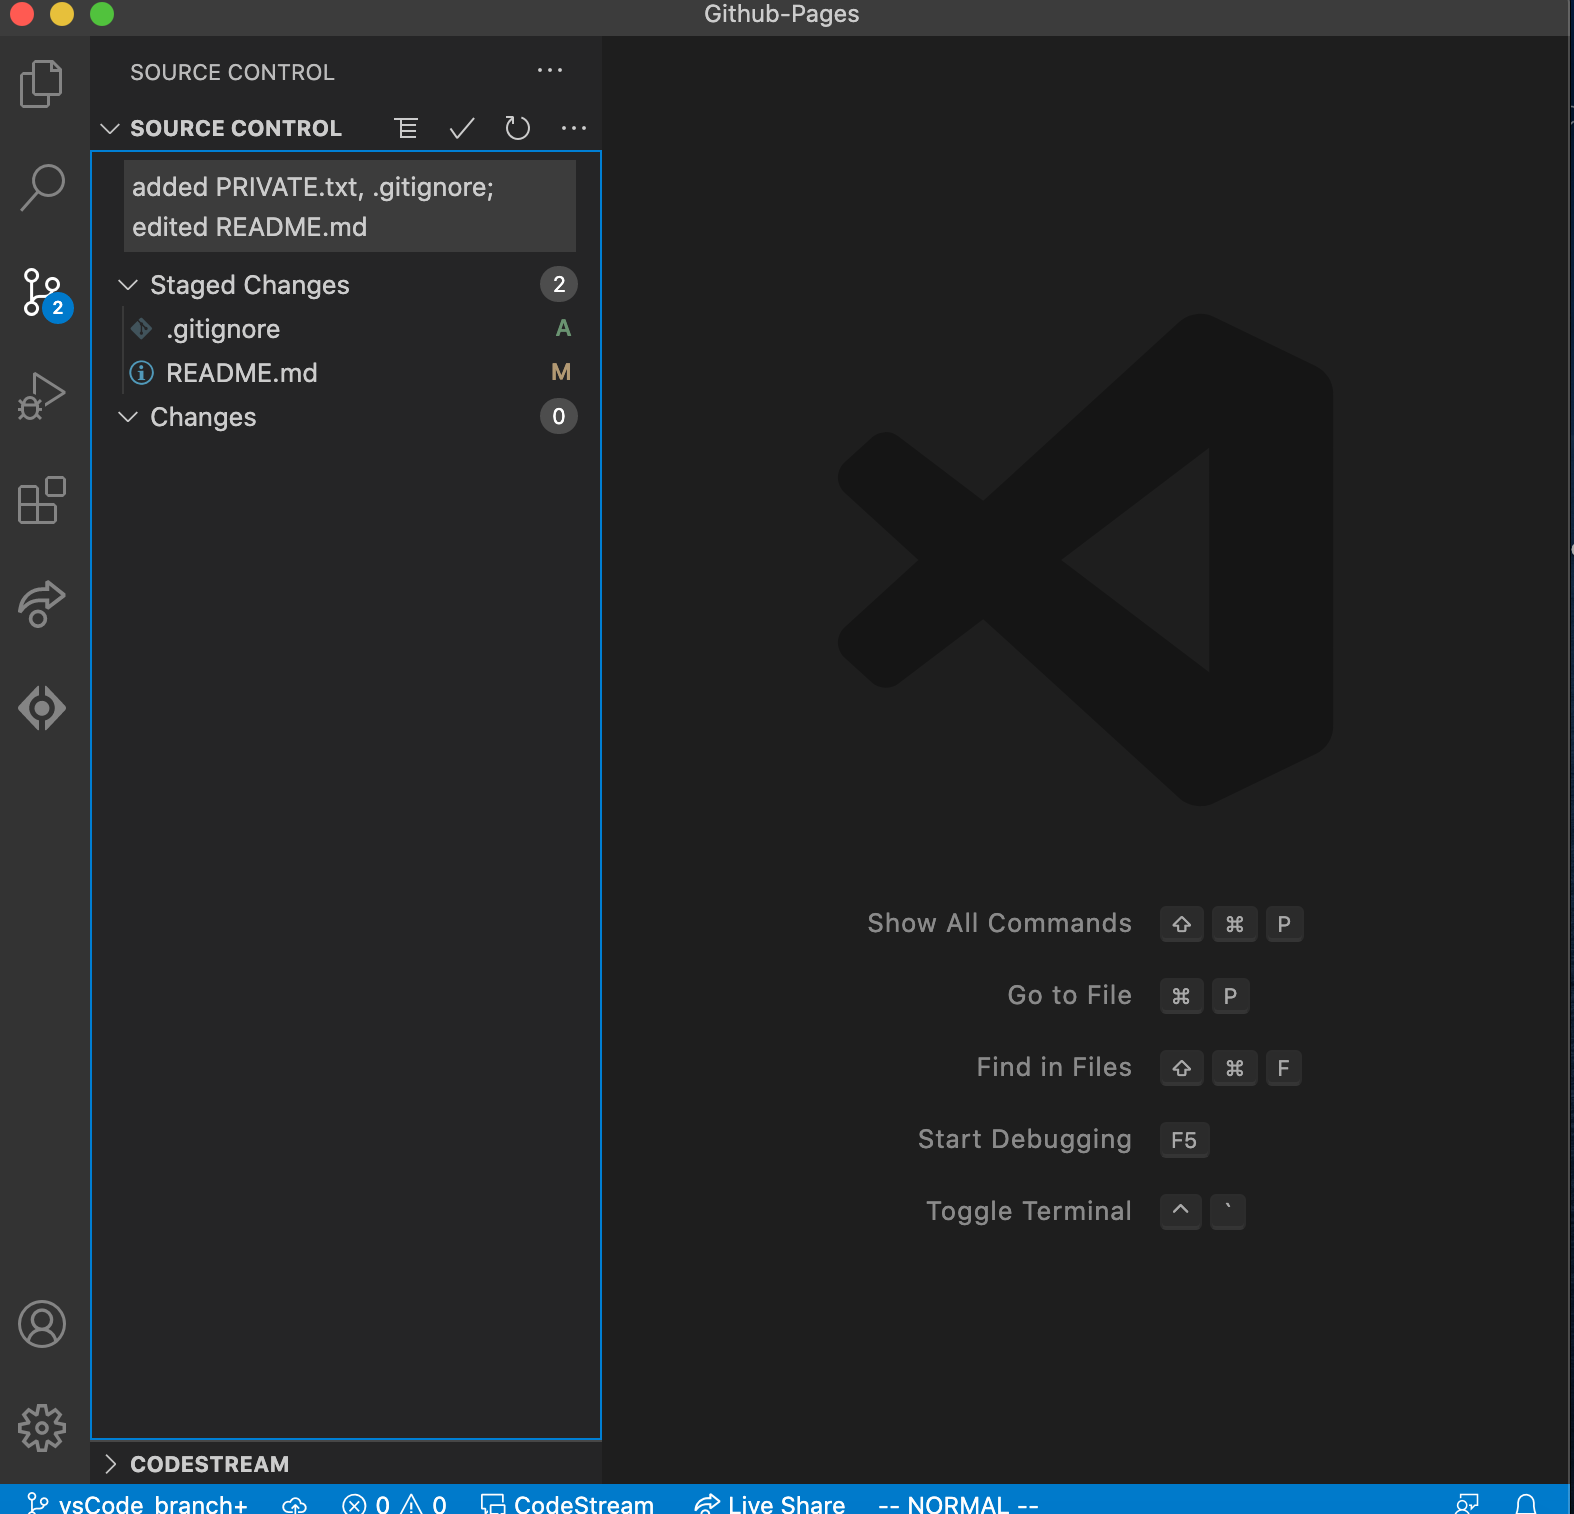 Github-Pages
SOURCE CONTROL
SOURCE CONTROL
added PRIVATE.txt, .gitignore;
edited README.md
Staged Changes 2
.gitignore A
README.md M
Changes 0
2
Show All Commands ⇧ ⌘ P
Go to File ⌘ P
Find in Files ⇧ ⌘ F
Start Debugging F5
Toggle Terminal ^ `
CODESTREAM
vsCode_branch+ 0 0 CodeStream Live Share -- NORMAL --